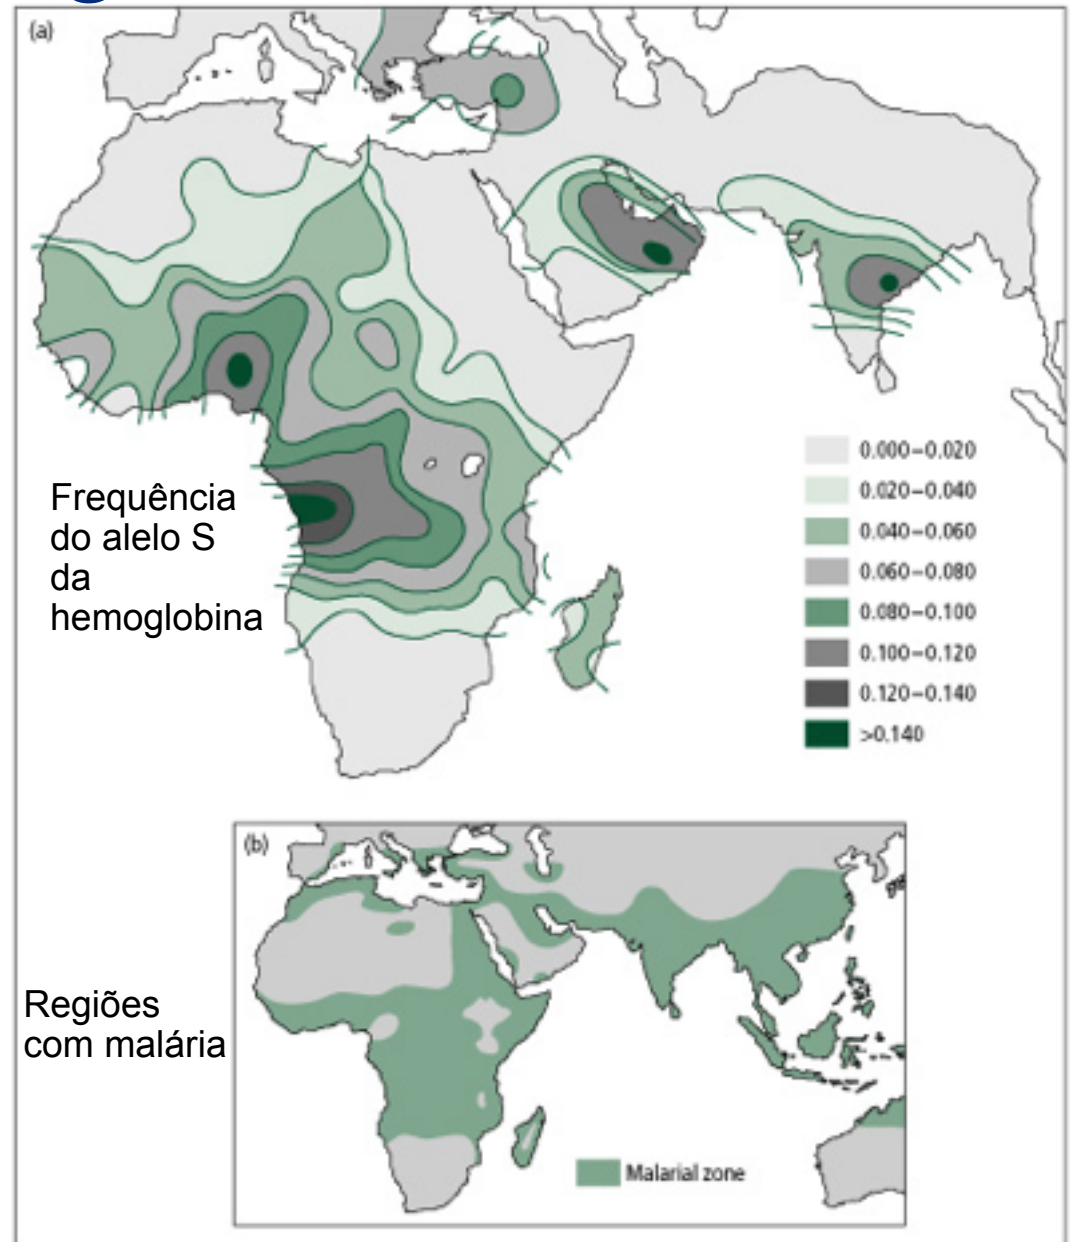 (a)
Frequência
do alelo S
da
hemoglobina
0.000–0.020
0.020–0.040
0.040–0.060
0.060–0.080
0.080–0.100
0.100–0.120
0.120–0.140
>0.140
(b)
Regiões
com malária
Malarial zone